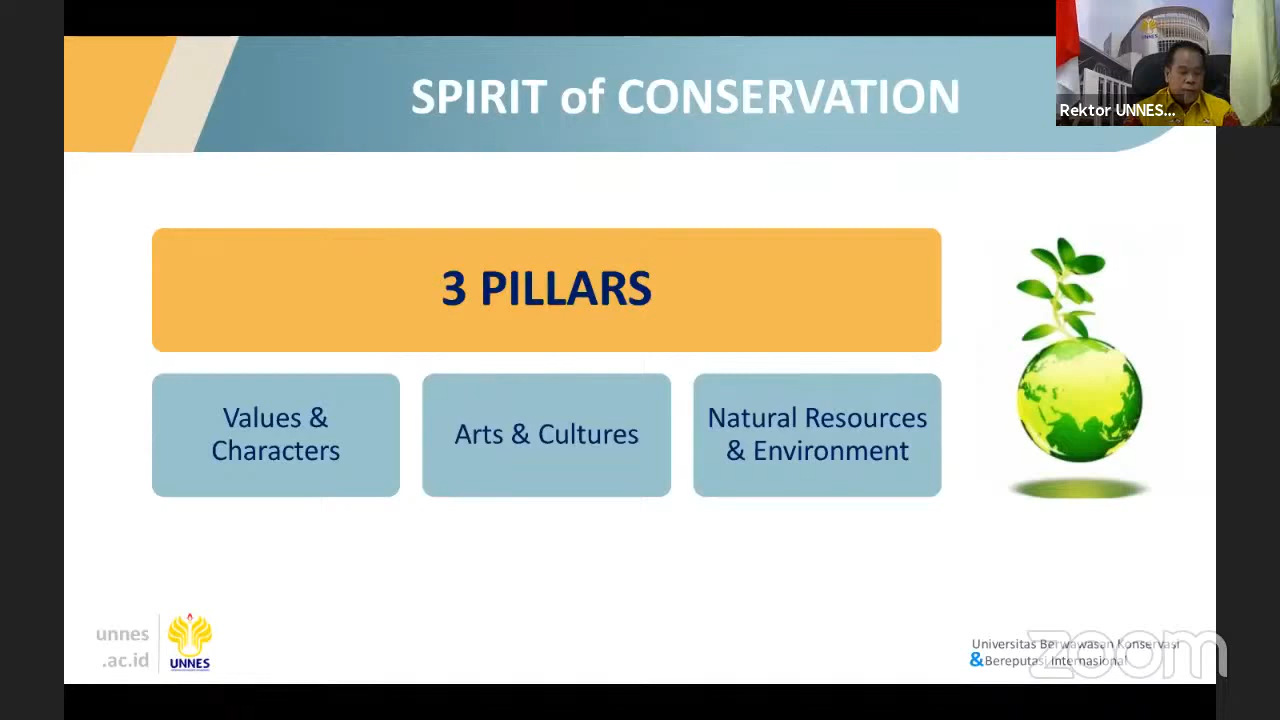 SPIRIT of CONSERVATION
Rektor UNNES...
3 PILLARS
Values &
Characters
Arts & Cultures
Natural Resources
& Environment
unnes
.ac.id
UNNES
Universitas Berwawasan Konservasi
& Bereputasi Internasional
zoom